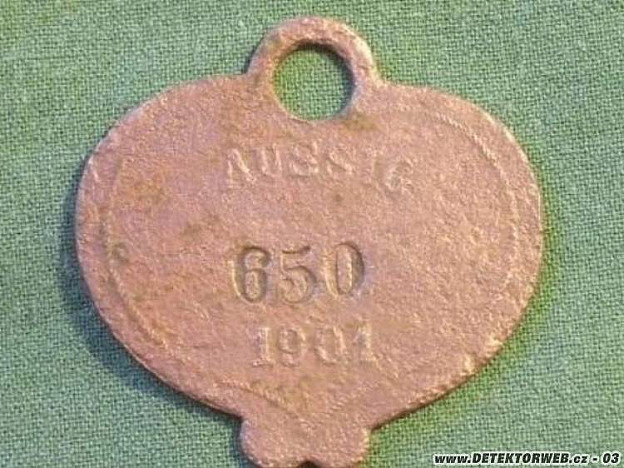 AUSSIG
650
1901
www.DETEKTORWEB.cz - 03